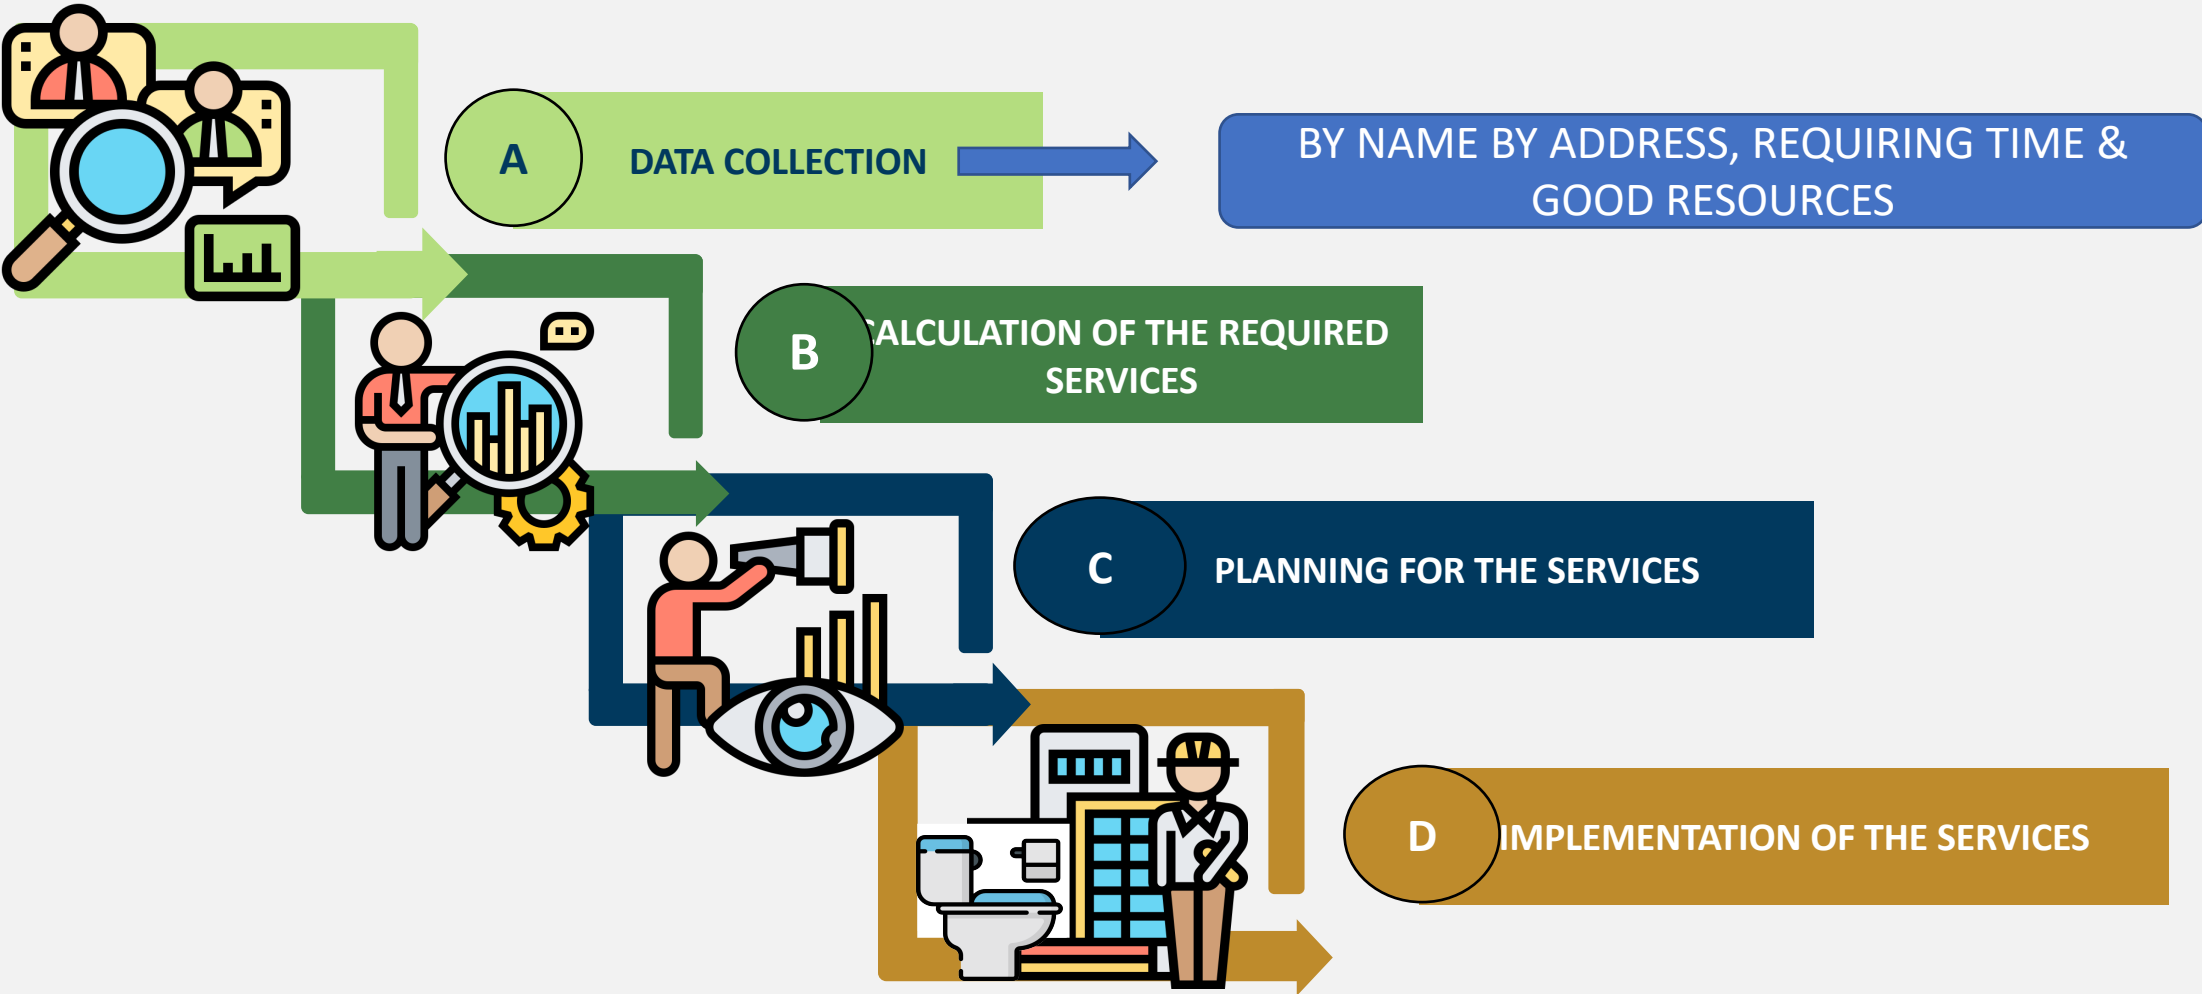 A
DATA COLLECTION
BY NAME BY ADDRESS, REQUIRING TIME &
GOOD RESOURCES
B
CALCULATION OF THE REQUIRED
SERVICES
C
PLANNING FOR THE SERVICES
D
IMPLEMENTATION OF THE SERVICES